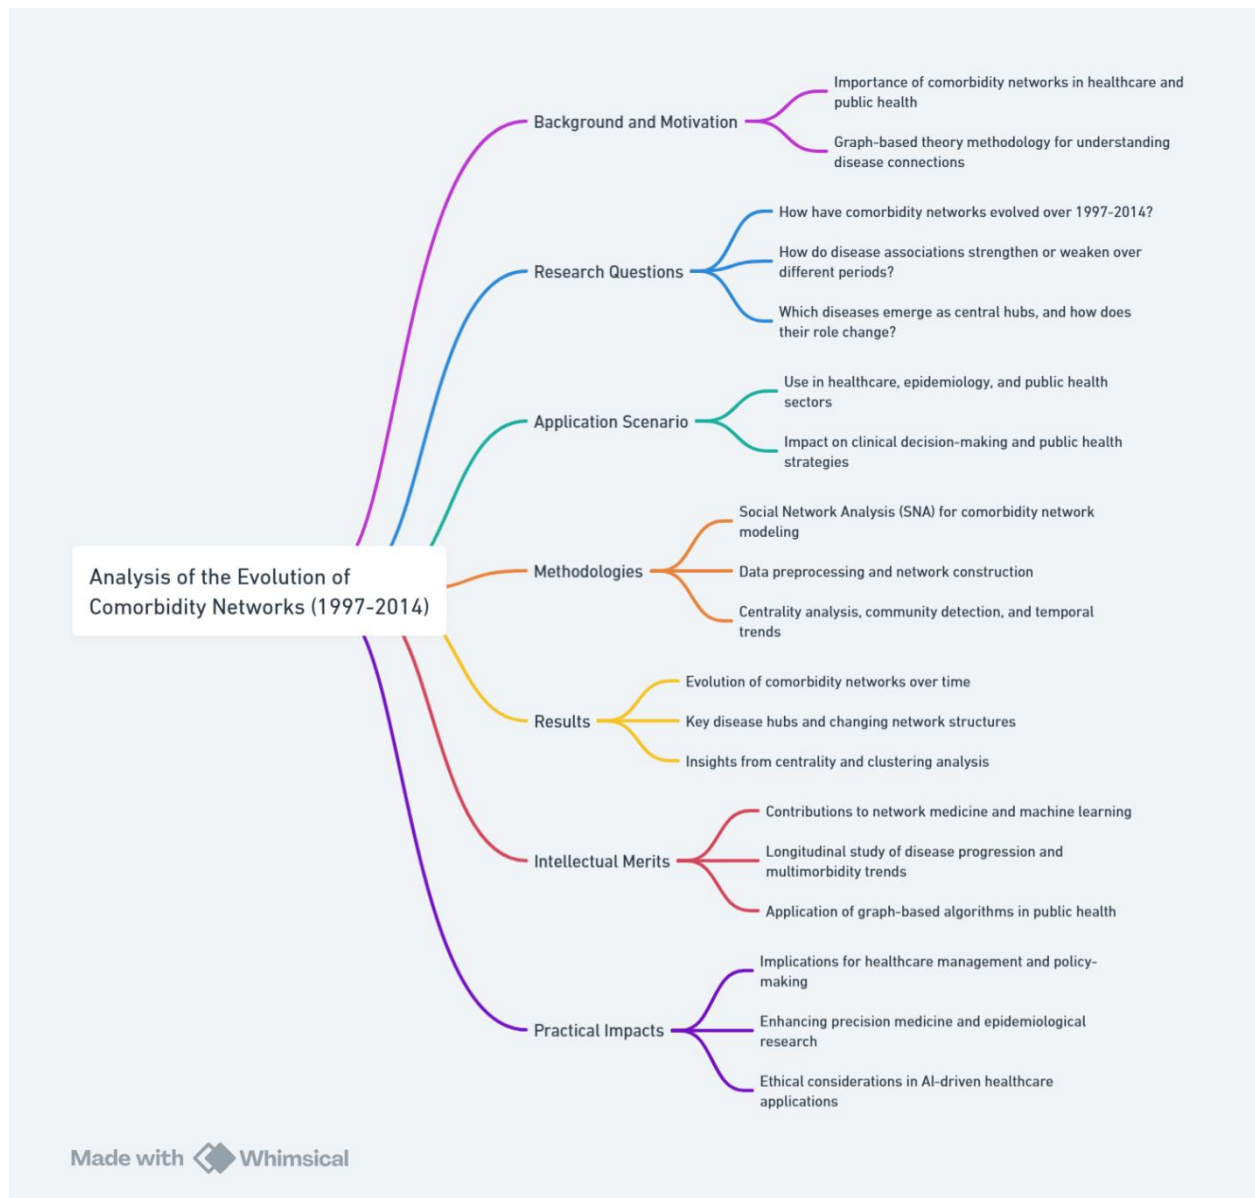 Importance of comorbidity networks in healthcare and
public health
Background and Motivation
Graph-based theory methodology for understanding
disease connections
How have comorbidity networks evolved over 1997-2014?
How do disease associations strengthen or weaken over
different periods?
Research Questions
Which diseases emerge as central hubs, and how does
their role change?
Use in healthcare, epidemiology, and public health
sectors
Application Scenario
Impact on clinical decision-making and public health
strategies
Social Network Analysis (SNA) for comorbidity network
modeling
Analysis of the Evolution of
Comorbidity Networks (1997-2014)
Methodologies
Data preprocessing and network construction
Centrality analysis, community detection, and temporal
trends
Evolution of comorbidity networks over time
Results
Key disease hubs and changing network structures
Insights from centrality and clustering analysis
Contributions to network medicine and machine learning
Intellectual Merits
Longitudinal study of disease progression and
multimorbidity trends
Application of graph-based algorithms in public health
Implications for healthcare management and policy-
making
Practical Impacts
Enhancing precision medicine and epidemiological
research
Ethical considerations in AI-driven healthcare
applications
Made with Whimsical